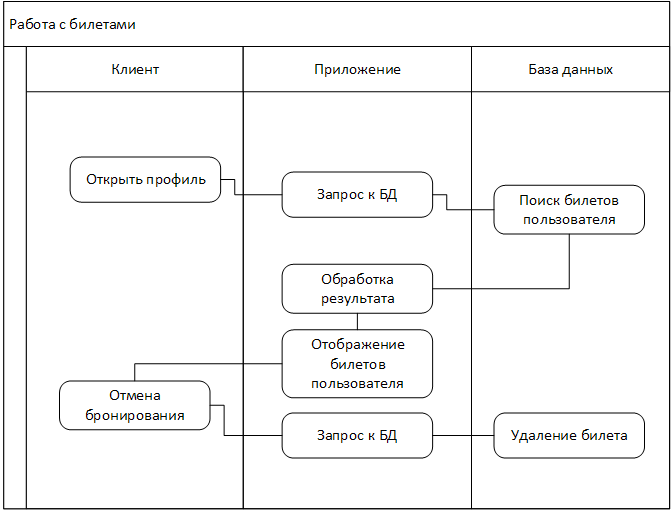 Работа с билетами
Клиент
Приложение
База данных
Открыть профиль
Запрос к БД
Поиск билетов
пользователя
Обработка
результата
Отображение
билетов
пользователя
Отмена
бронирования
Запрос к БД
Удаление билета